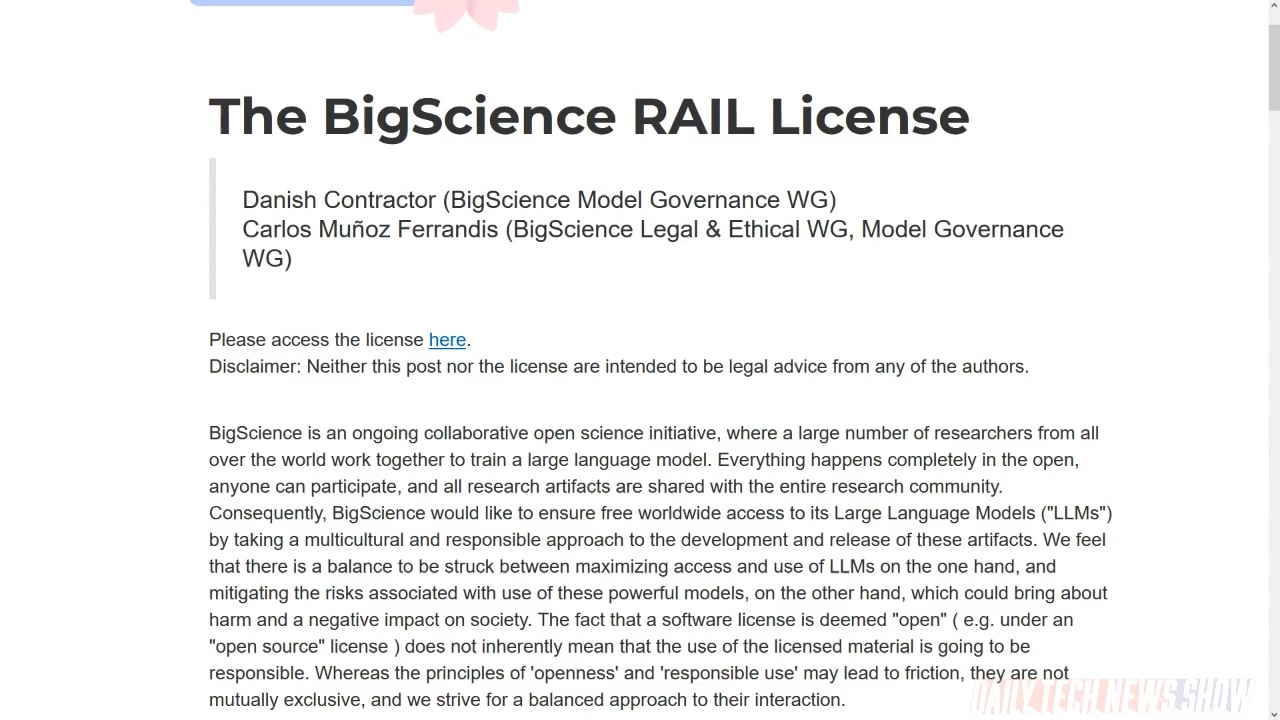 The BigScience RAIL License
Danish Contractor (BigScience Model Governance WG)
Carlos Muñoz Ferrandis (BigScience Legal & Ethical WG, Model Governance
WG)
Please access the license here.
Disclaimer: Neither this post nor the license are intended to be legal advice from any of the authors.
BigScience is an ongoing collaborative open science initiative, where a large number of researchers from all
over the world work together to train a large language model. Everything happens completely in the open,
anyone can participate, and all research artifacts are shared with the entire research community.
Consequently, BigScience would like to ensure free worldwide access to its Large Language Models ("LLMs")
by taking a multicultural and responsible approach to the development and release of these artifacts. We feel
that there is a balance to be struck between maximizing access and use of LLMs on the one hand, and
mitigating the risks associated with use of these powerful models, on the other hand, which could bring about
harm and a negative impact on society. The fact that a software license is deemed "open" ( e.g. under an
"open source" license ) does not inherently mean that the use of the licensed material is going to be
responsible. Whereas the principles of 'openness' and 'responsible use' may lead to friction, they are not
mutually exclusive, and we strive for a balanced approach to their interaction.
DAILY TECH NEWS SHOW